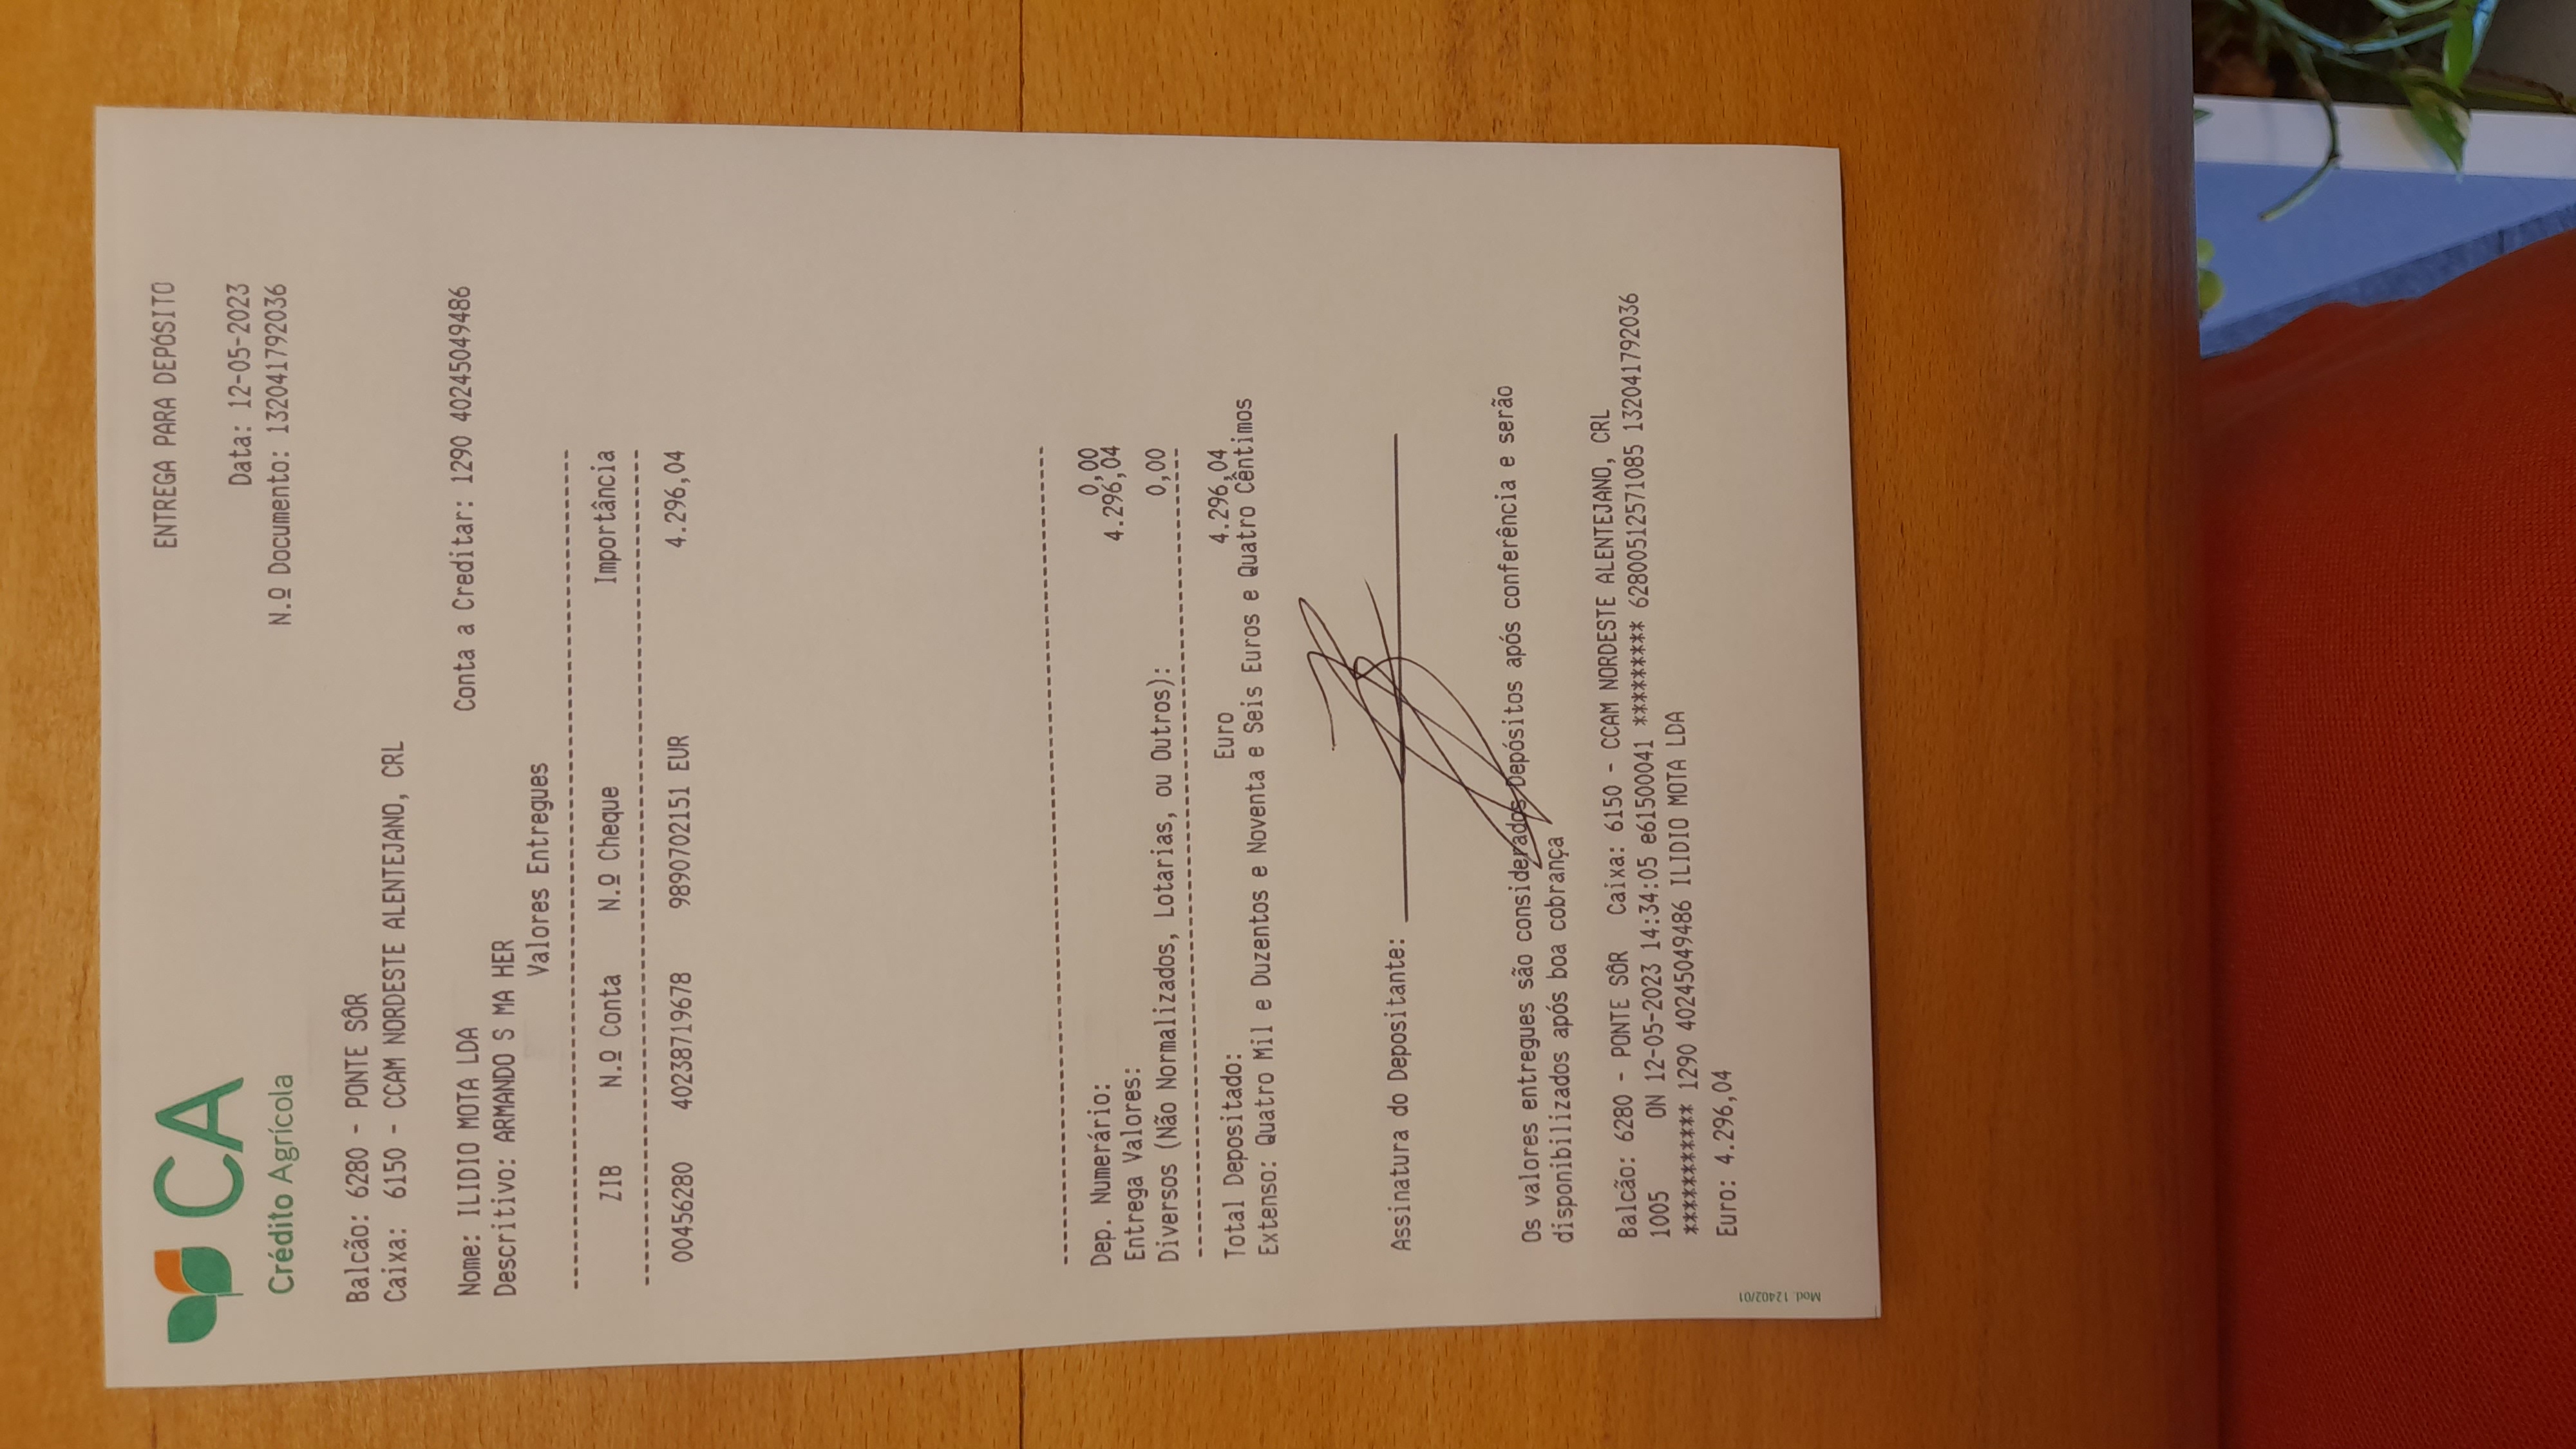 CA
Crédito Agrícola
ENTREGA PARA DEPÓSITO
Data: 12-05-2023
N.º Documento: 132041792036
Balcão: 6280 - PONTE SÔR
Caixa: 6150 - CCAM NORDESTE ALENTEJANO, CRL
Nome: ILIDIO MOTA LDA Conta a Creditar: 1290 40245049486
Descritivo: ARMANDO S MA HER
Valores Entregues
ZIB N.º Conta N.º Cheque Importância
00456280 40238719678 9890702151 EUR 4.296,04
Dep. Numerário: 0,00
Entrega Valores: 4.296,04
Diversos (Não Normalizados, Lotarias, ou Outros): 0,00
Total Depositado: Euro 4.296,04
Extenso: Quatro Mil e Duzentos e Noventa e Seis Euros e Quatro Cêntimos
Assinatura do Depositante:
Os valores entregues são considerados Depósitos após conferência e serão
disponibilizados após boa cobrança
Balcão: 6280 - PONTE SÔR Caixa: 6150 - CCAM NORDESTE ALENTEJANO, CRL
1005 ON 12-05-2023 14:34:05 e61500041 ********* 62800512571085 132041792036
*********** 1290 40245049486 ILIDIO MOTA LDA
Euro: 4.296,04
Mod. 12402/01